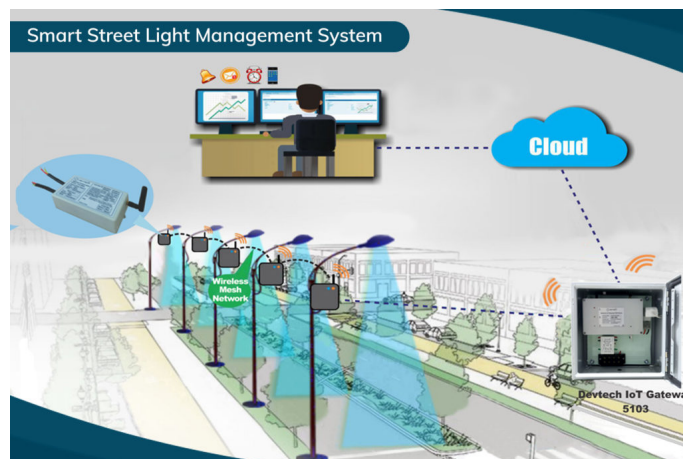 Smart Street Light Management System
Cloud
Wireless
Mesh
Network
Devtech IoT Gatewa
5103